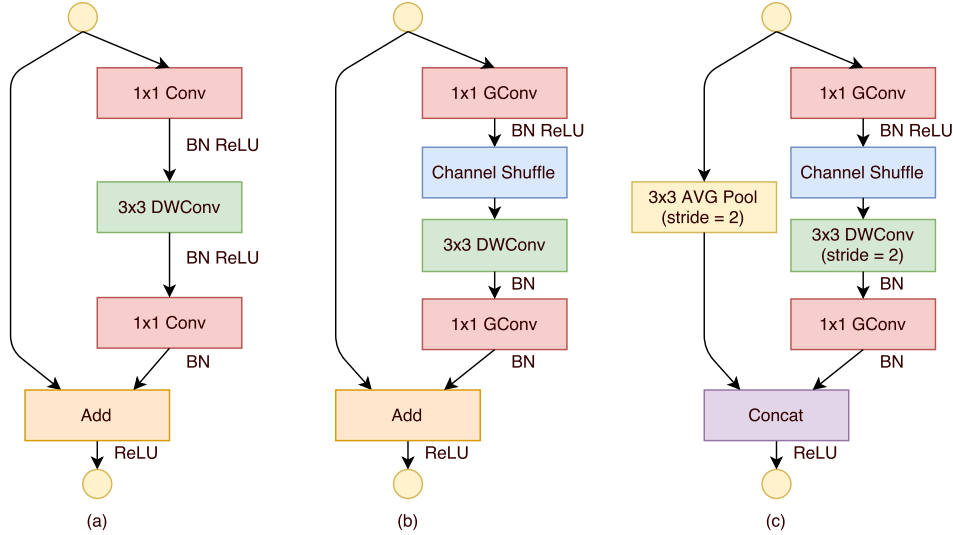 1x1 Conv
BN ReLU
3x3 DWConv
BN ReLU
1x1 Conv
BN
Add
ReLU
(a)
1x1 GConv
BN ReLU
Channel Shuffle
3x3 DWConv
BN
1x1 GConv
BN
Add
ReLU
(b)
3x3 AVG Pool
(stride = 2)
1x1 GConv
BN ReLU
Channel Shuffle
3x3 DWConv
(stride = 2)
BN
1x1 GConv
BN
Concat
ReLU
(c)